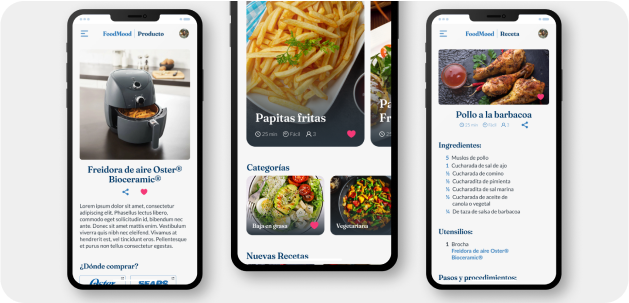 FoodMood | Producto
Freidora de aire Oster®
Bioceramic®
Lorem ipsum dolor sit amet, consectetur
adipiscing elit. Phasellus lectus libero,
commodo eget sollicitudin id, bibendum nec
ante. Donec sit amet mattis enim. Vestibulum
viverra quis nibh nec eleifend. Vivamus at
hendrerit est, vel tincidunt eros. Pellentesque
at purus non tellus consectetur egestas.
¿Dónde comprar?
Oster
SEARS
Papitas fritas
25 min
Fácil
3
Pa
Fr
25
Categorías
Baja en grasa
Vegetariana
Nuevas Recetas
FoodMood | Receta
Pollo a la barbacoa
25 min
Fácil
3
Ingredientes:
5 Muslos de pollo
1 Cucharada de sal de ajo
½ Cucharada de comino
½ Cucharadita de pimienta
½ Cucharadita de sal marina
½ Cucharada de aceite de
canola o vegetal
¼ De taza de salsa de barbacoa
Utensilios:
1 Brocha
Freidora de aire Oster®
Bioceramic®
Pasos y procedimientos: